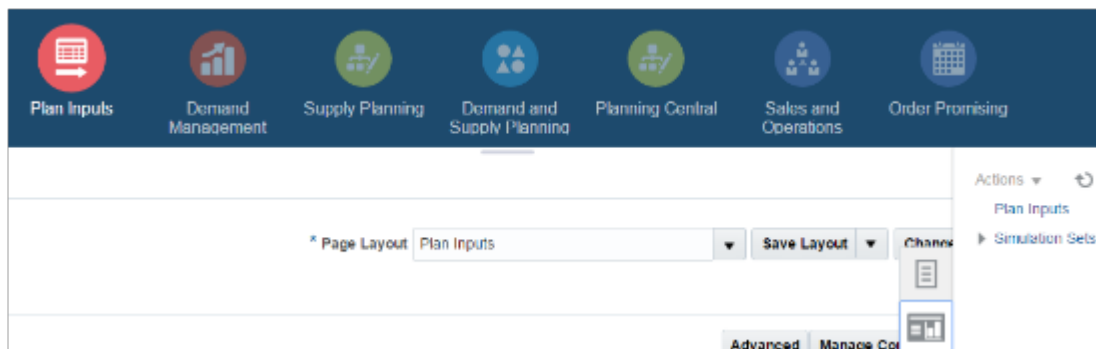 Plan Inputs
Demand
Management
Supply Planning
Demand and
Supply Planning
Planning Central
Sales and
Operations
Order Promising
Actions
Plan Inputs
Simulation Sets
* Page Layout Plan Inputs Save Layout
Advanced Manage